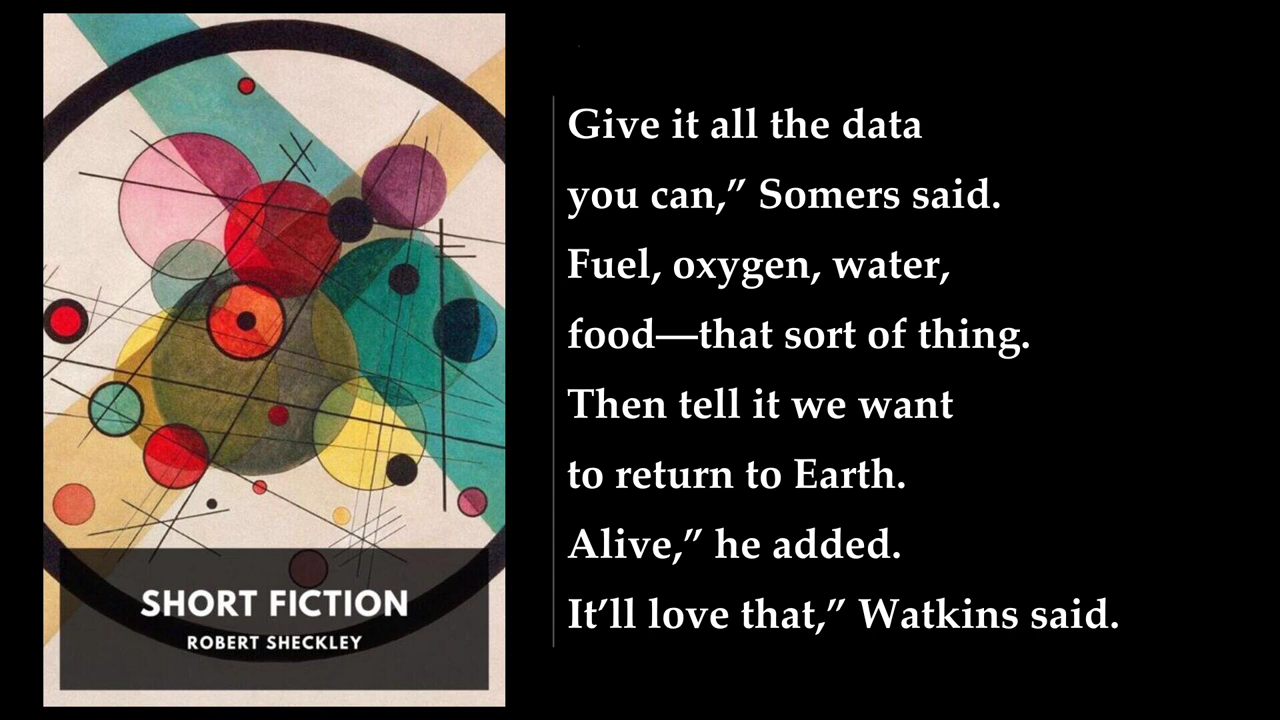 SHORT FICTION
ROBERT SHECKLEY
Give it all the data
you can,” Somers said.
Fuel, oxygen, water,
food—that sort of thing.
Then tell it we want
to return to Earth.
Alive,” he added.
It’ll love that,” Watkins said.